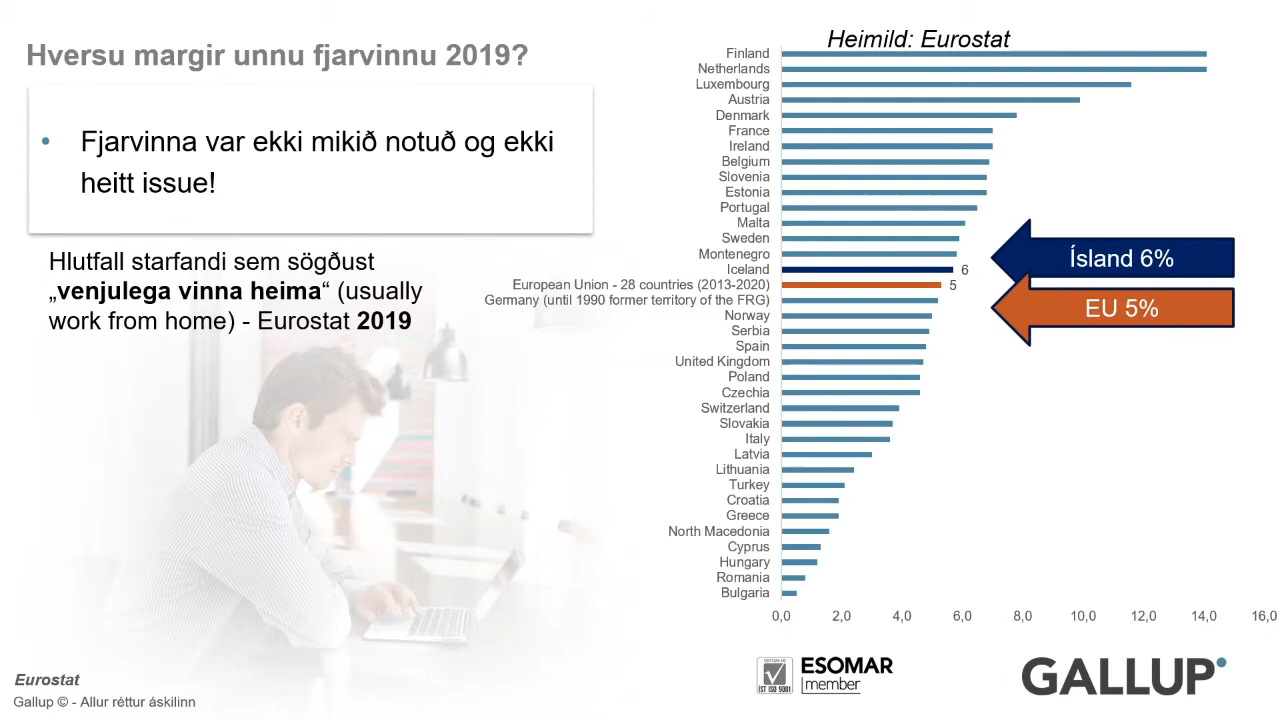 Hversu margir unnu fjarvinnu 2019?
• Fjarvinna var ekki mikið notuð og ekki
heitt issue!
Hlutfall starfandi sem sögðust
„venjulega vinna heima“ (usually
work from home) - Eurostat 2019
Heimild: Eurostat
Finland
Netherlands
Luxembourg
Austria
Denmark
France
Ireland
Belgium
Slovenia
Estonia
Portugal
Malta
Sweden
Montenegro
Iceland 6
European Union - 28 countries (2013-2020) 5
Germany (until 1990 former territory of the FRG)
Norway
Serbia
Spain
United Kingdom
Poland
Czechia
Switzerland
Slovakia
Italy
Latvia
Lithuania
Turkey
Croatia
Greece
North Macedonia
Cyprus
Hungary
Romania
Bulgaria
0,0 2,0 4,0 6,0 8,0 10,0 12,0 14,0 16,0
Ísland 6%
EU 5%
Eurostat
Gallup © - Allur réttur áskilinn
IST ISO 9001
ESOMAR
member
GALLUP